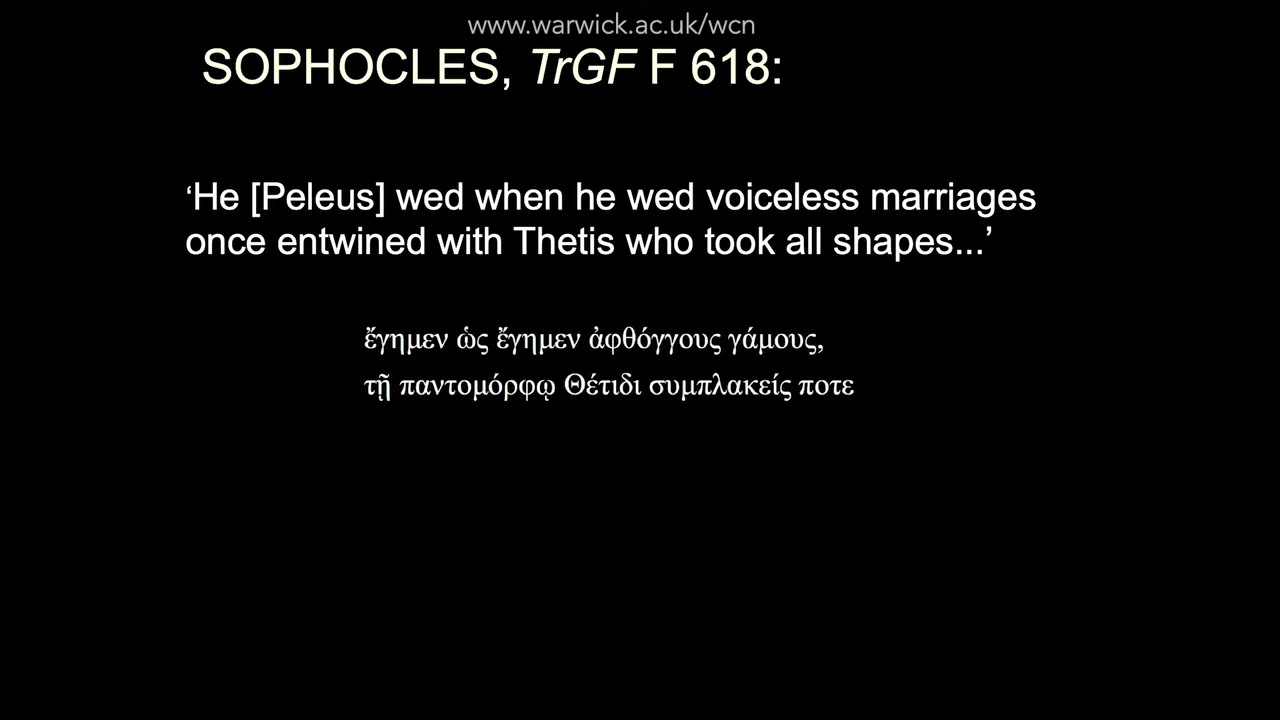 www.warwick.ac.uk/wcn
SOPHOCLES, TrGF F 618:
‘He [Peleus] wed when he wed voiceless marriages
once entwined with Thetis who took all shapes...’
ἔγημεν ὡς ἔγημεν ἀφθόγγους γάμους,
τῇ παντομόρφῳ Θέτιδι συμπλακείς ποτε